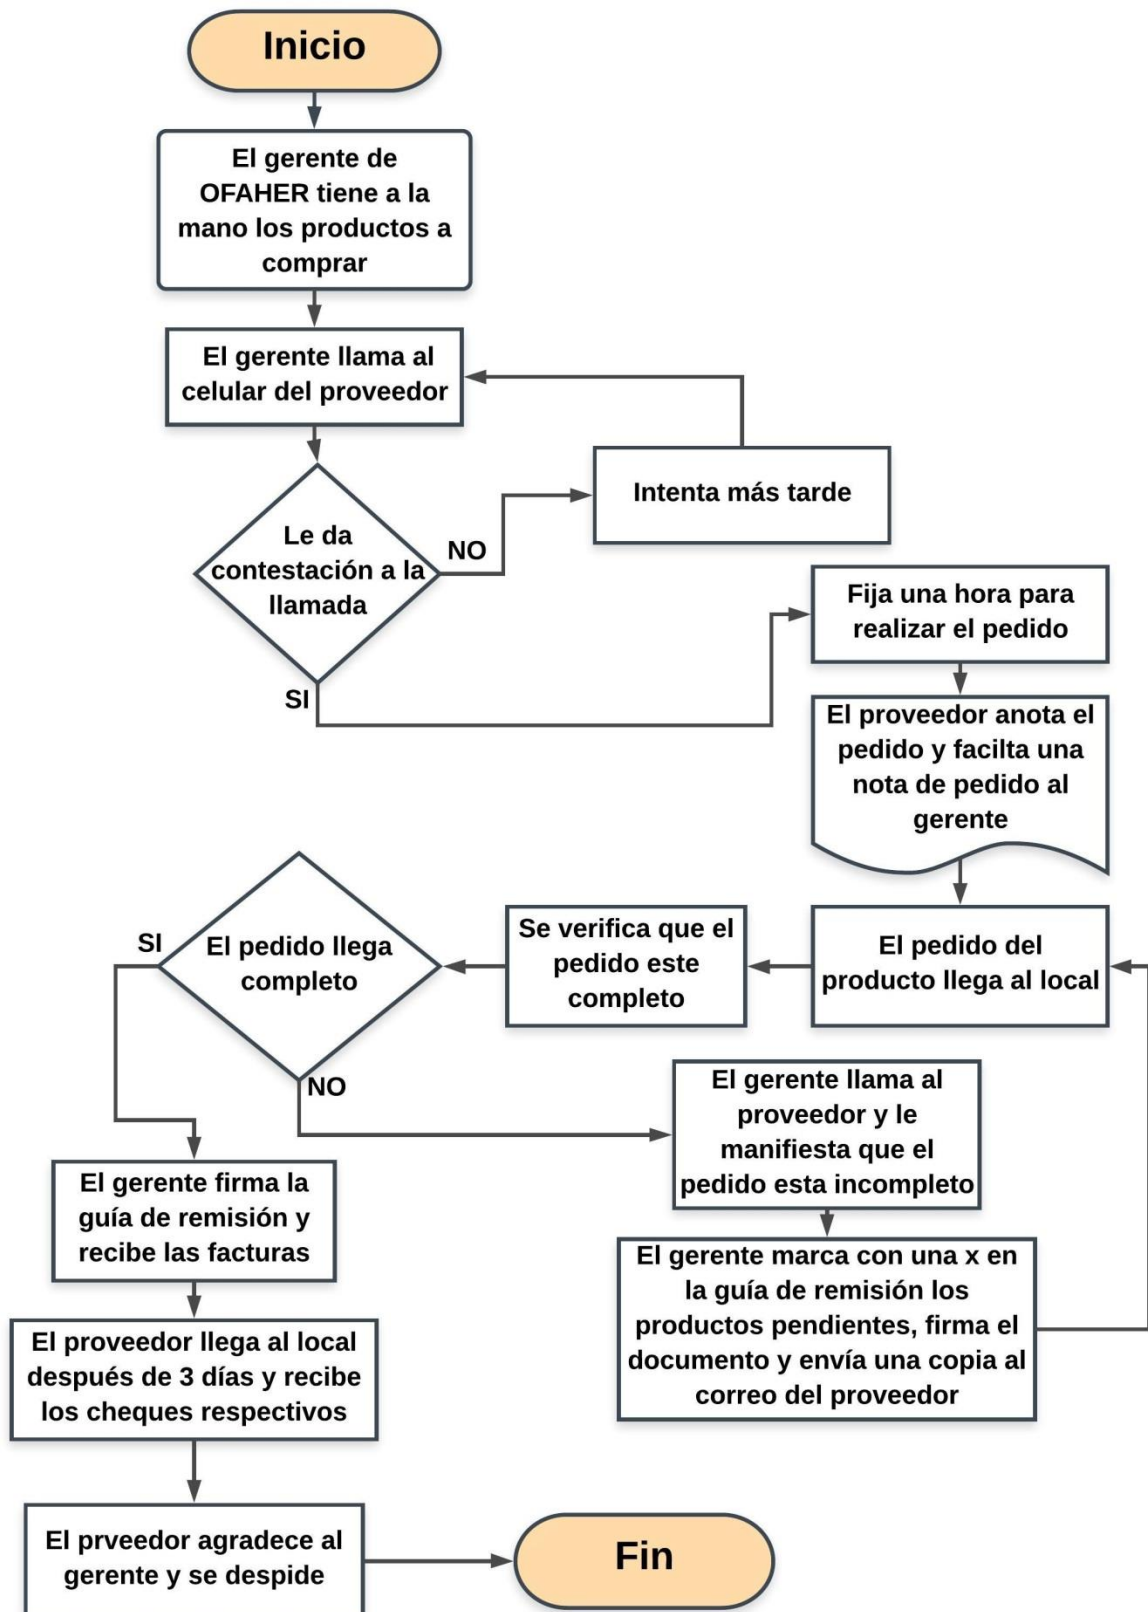 Inicio
El gerente de
OFAHER tiene a la
mano los productos a
comprar
El gerente llama al
celular del proveedor
Intenta más tarde
Le da
contestación a la
llamada
NO
SI
Fija una hora para
realizar el pedido
El proveedor anota el
pedido y facilta una
nota de pedido al
gerente
El pedido del
producto llega al local
Se verifica que el
pedido este
completo
El pedido llega
completo
SI
NO
El gerente llama al
proveedor y le
manifiesta que el
pedido esta incompleto
El gerente marca con una x en
la guía de remisión los
productos pendientes, firma el
documento y envía una copia al
correo del proveedor
El gerente firma la
guía de remisión y
recibe las facturas
El proveedor llega al local
después de 3 días y recibe
los cheques respectivos
El prveedor agradece al
gerente y se despide
Fin